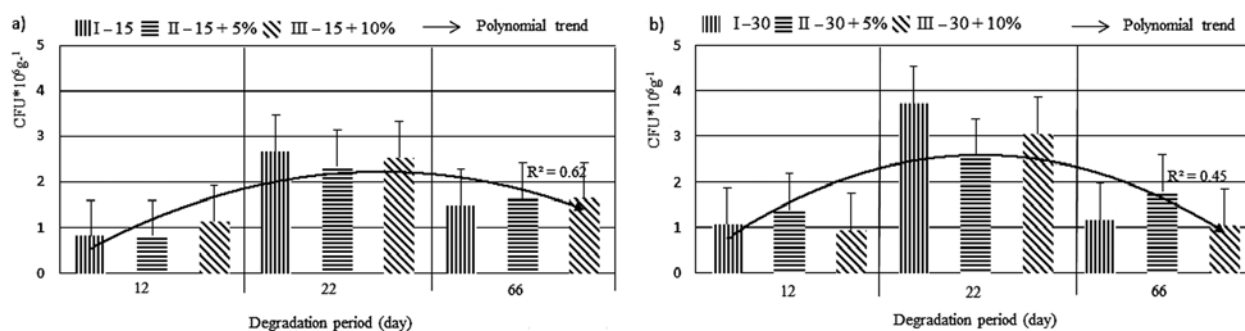 a)
I – 15 II – 15 + 5% III – 15 + 10% Polynomial trend
CFU*10⁶g⁻¹
5
4
3
2
1
0
R² = 0.62
12 22 66
Degradation period (day)
b)
I – 30 II – 30 + 5% III – 30 + 10% Polynomial trend
CFU*10⁶g⁻¹
5
4
3
2
1
0
R² = 0.45
12 22 66
Degradation period (day)